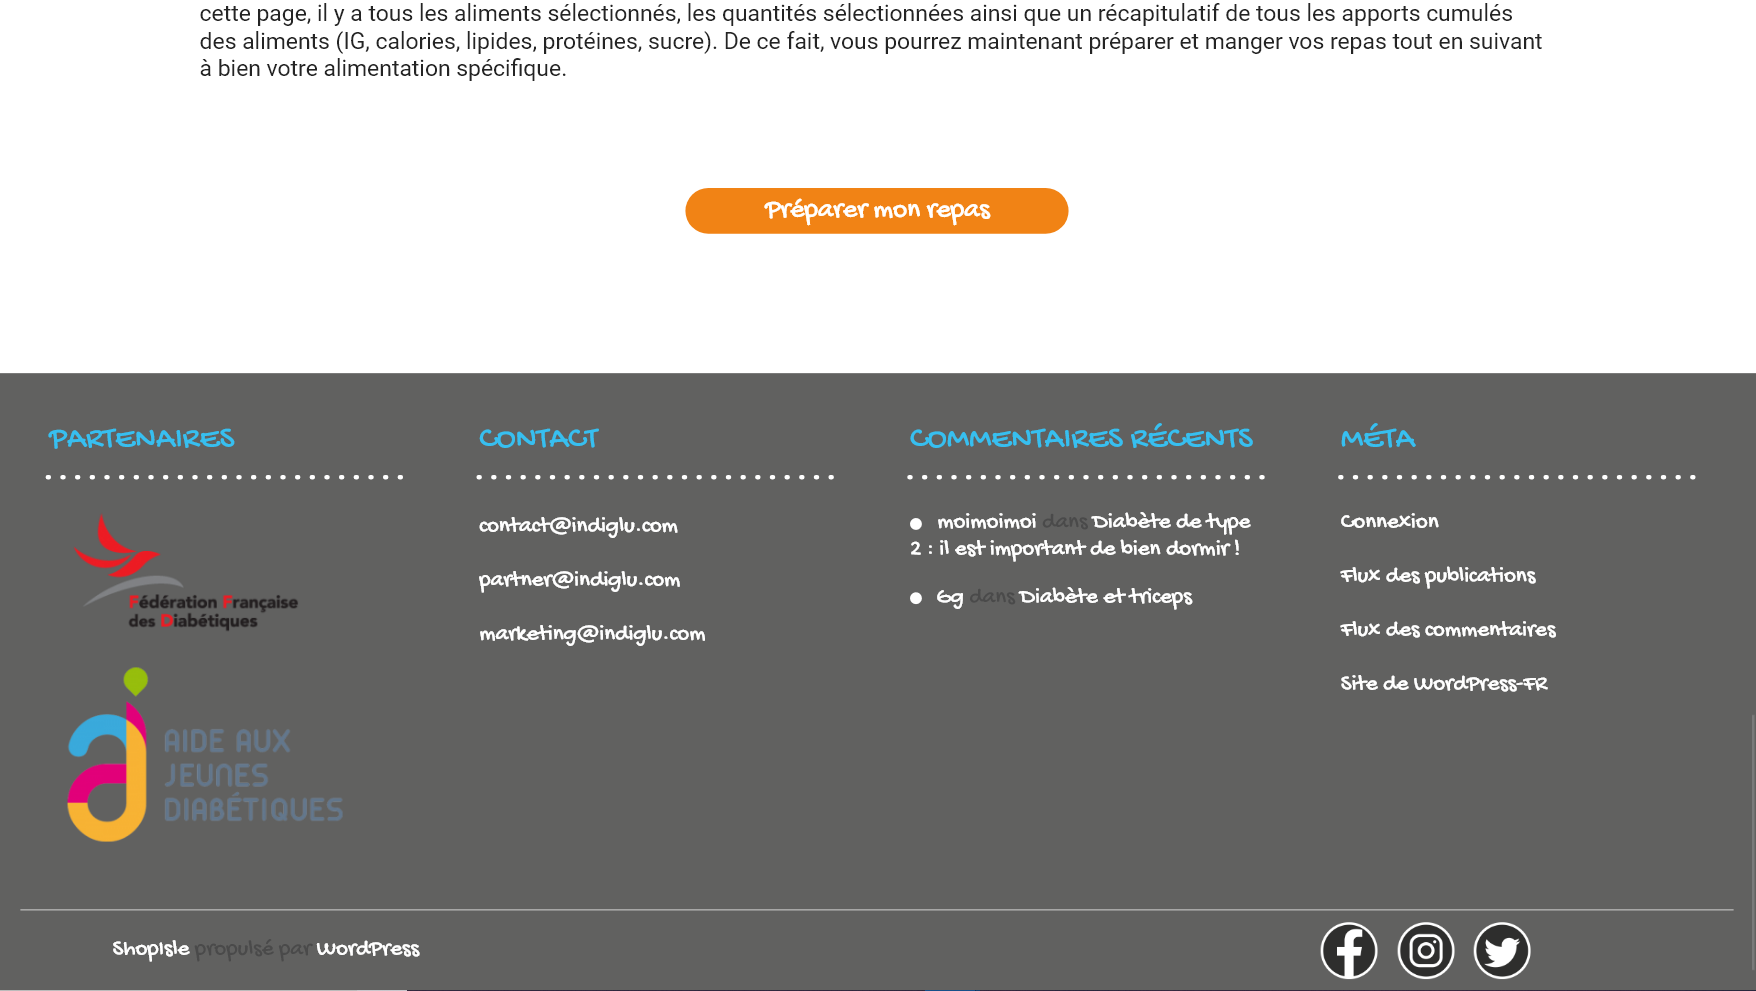 cette page, il y a tous les aliments sélectionnés, les quantités sélectionnées ainsi que un récapitulatif de tous les apports cumulés
des aliments (IG, calories, lipides, protéines, sucre). De ce fait, vous pourrez maintenant préparer et manger vos repas tout en suivant
à bien votre alimentation spécifique.
Préparer mon repas
PARTENAIRES
Fédération Française
des Diabétiques
AIDE AUX
JEUNES
DIABÉTIQUES
CONTACT
contact@indiglu.com
partner@indiglu.com
marketing@indiglu.com
COMMENTAIRES RÉCENTS
moimoimoi dans Diabète de type
2 : il est important de bien dormir !
Gg dans Diabète et triceps
MÉTA
Connexion
Flux des publications
Flux des commentaires
Site de WordPress-FR
ShopIsle propulsé par WordPress